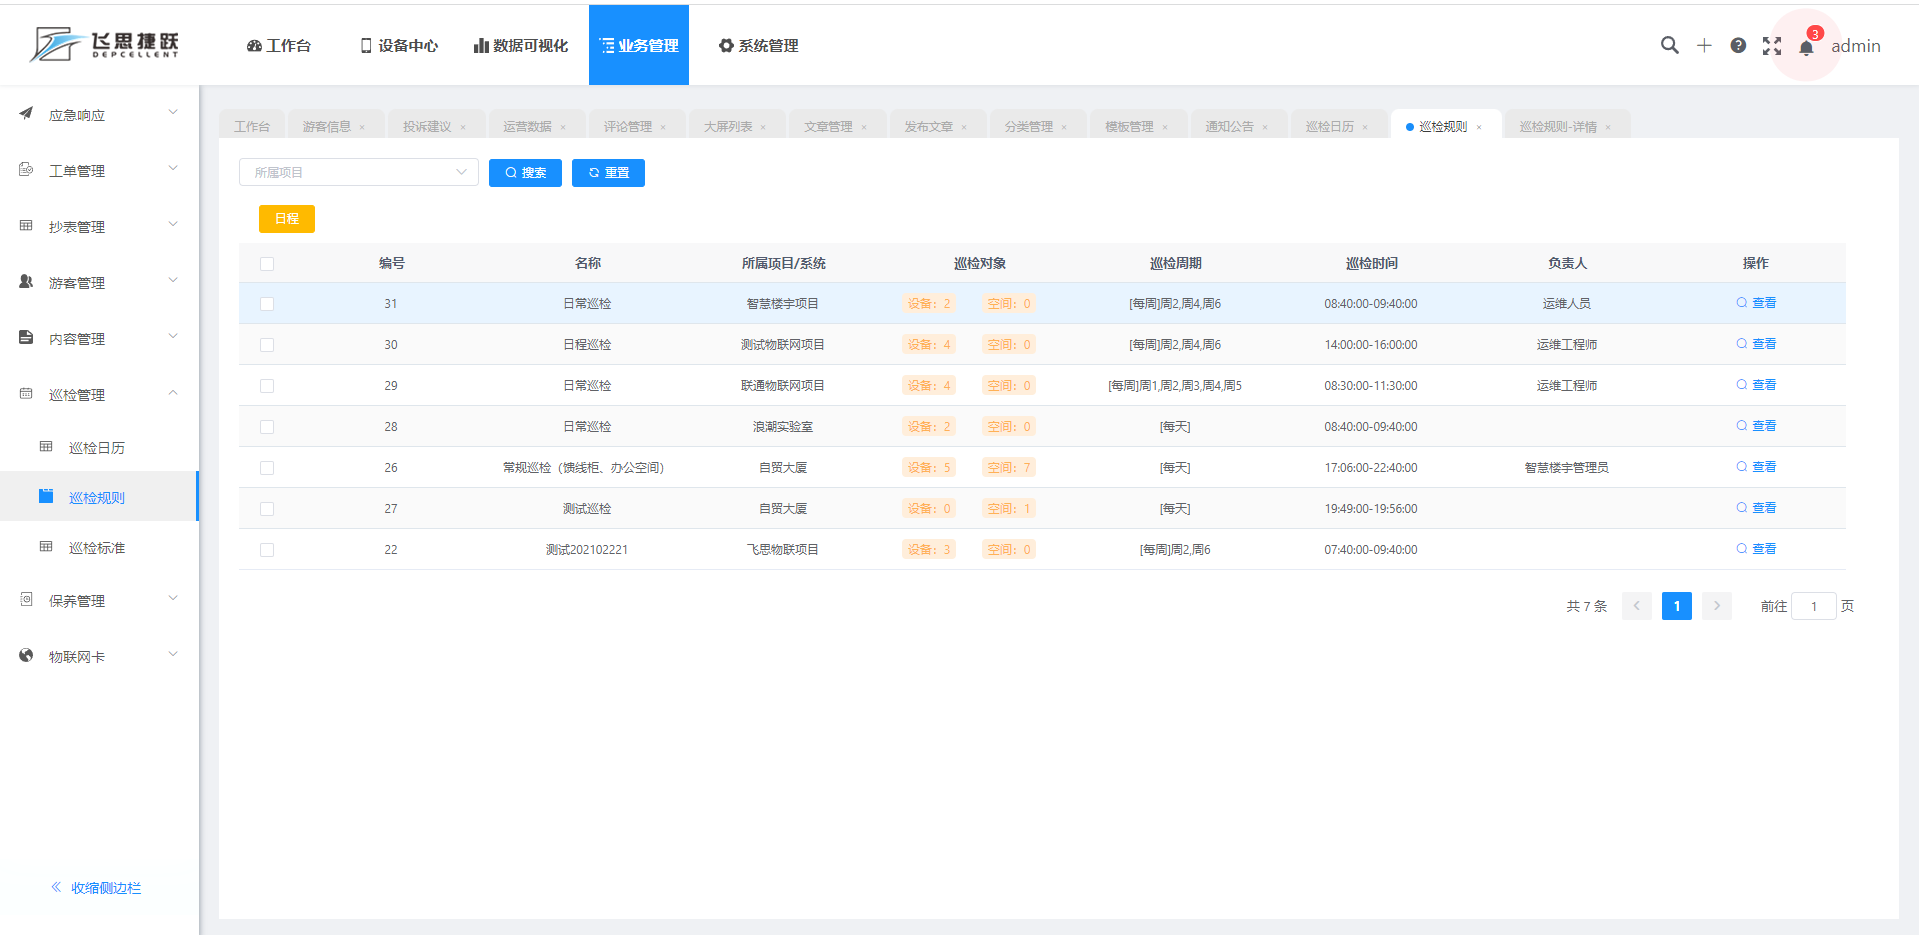 飞思捷跃
DEPCELLENT
工作台 设备中心 数据可视化 业务管理 系统管理
3
admin
应急响应
工单管理
抄表管理
游客管理
内容管理
巡检管理
巡检日历
巡检规则
巡检标准
保养管理
物联网卡
收缩侧边栏
工作台 游客信息 投诉建议 运营数据 评论管理 大屏列表 文章管理 发布文章 分类管理 模板管理 通知公告 巡检日历 巡检规则 巡检规则-详情
所属项目 搜索 重置
日程
编号 名称 所属项目/系统 巡检对象 巡检周期 巡检时间 负责人 操作
31 日常巡检 智慧楼宇项目 设备：2 空间：0 [每周]周2,周4,周6 08:40:00-09:40:00 运维人员 查看
30 日程巡检 测试物联网项目 设备：4 空间：0 [每周]周2,周4,周6 14:00:00-16:00:00 运维工程师 查看
29 日常巡检 联通物联网项目 设备：4 空间：0 [每周]周1,周2,周3,周4,周5 08:30:00-11:30:00 运维工程师 查看
28 日常巡检 浪潮实验室 设备：2 空间：0 [每天] 08:40:00-09:40:00 查看
26 常规巡检（馈线柜、办公空间） 自贸大厦 设备：5 空间：7 [每天] 17:06:00-22:40:00 智慧楼宇管理员 查看
27 测试巡检 自贸大厦 设备：0 空间：1 [每天] 19:49:00-19:56:00 查看
22 测试202102221 飞思物联项目 设备：3 空间：0 [每周]周2,周6 07:40:00-09:40:00 查看
共 7 条 1 前往 1 页